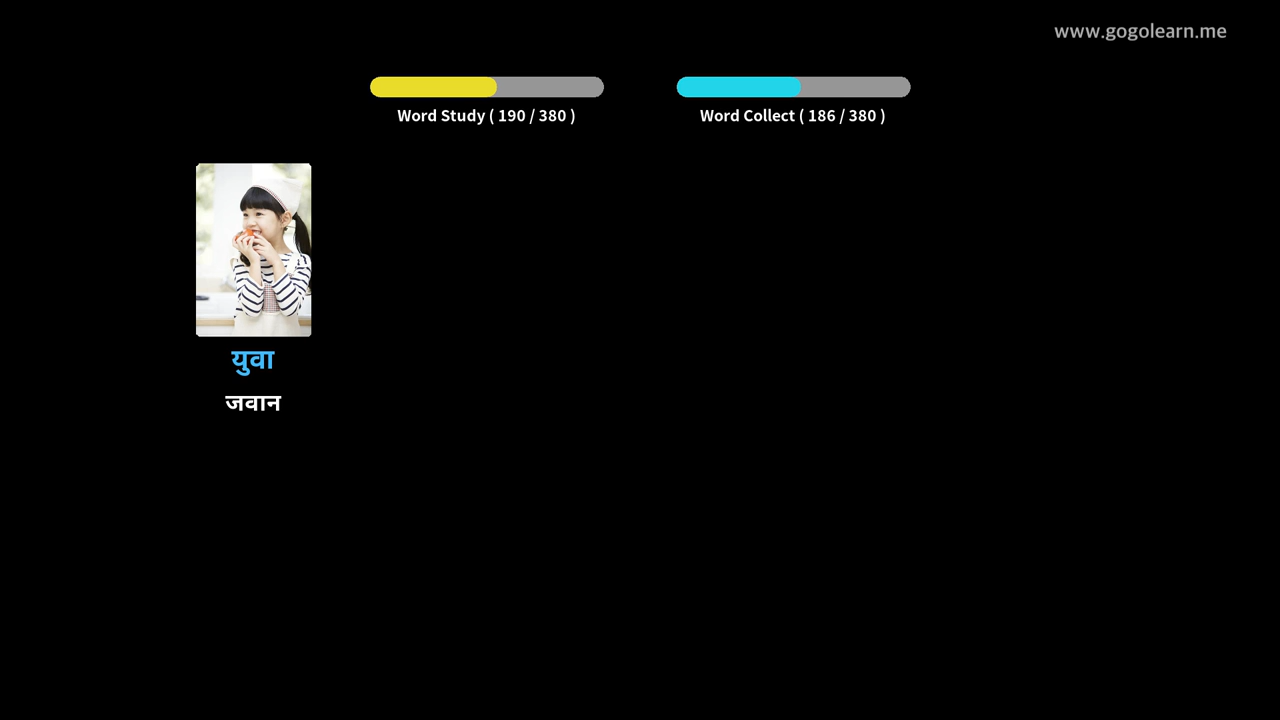 www.gogolearn.me
Word Study ( 190 / 380 )
Word Collect ( 186 / 380 )
युवा
जवान